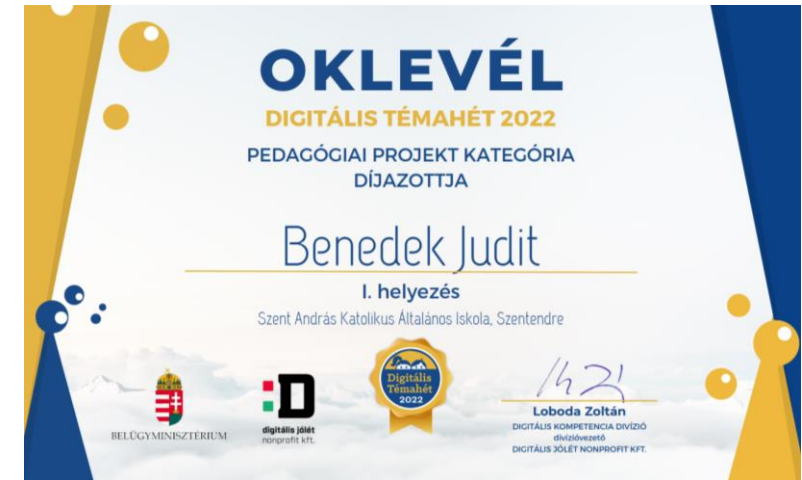 OKLEVÉL
DIGITÁLIS TÉMAHÉT 2022
PEDAGÓGIAI PROJEKT KATEGÓRIA
DÍJAZOTTJA
Benedek Judit
I. helyezés
Szent András Katolikus Általános Iskola, Szentendre
BELÜGYMINISZTÉRIUM
:D
digitális jólét
nonprofit kft.
Digitális
Témahét
2022
Loboda Zoltán
DIGITÁLIS KOMPETENCIA DIVÍZIÓ
divízióvezető
DIGITÁLIS JÓLÉT NONPROFIT KFT.